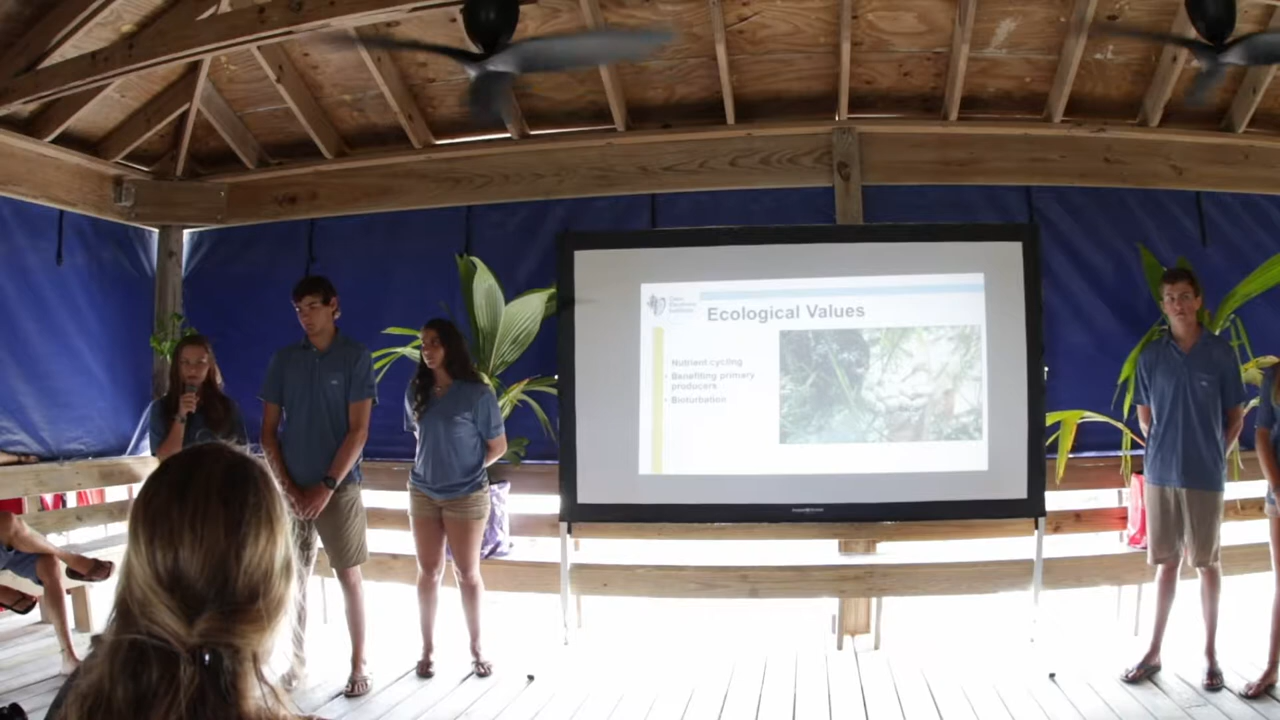 Ecological Values
Nutrient cycling
• Benefiting primary
producers
• Bioturbation